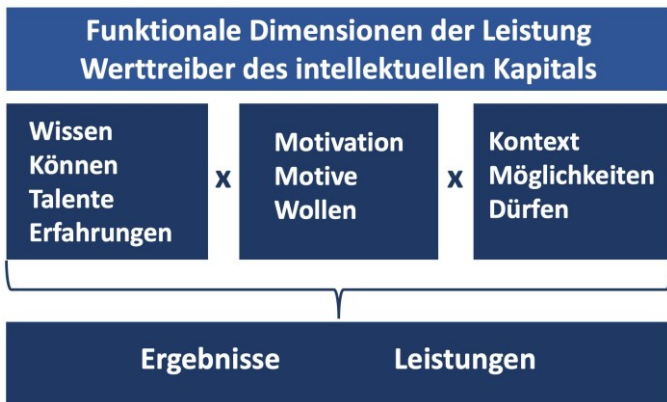 Funktionale Dimensionen der Leistung
Werttreiber des intellektuellen Kapitals
Wissen
Können
Talente
Erfahrungen
x
Motivation
Motive
Wollen
x
Kontext
Möglichkeiten
Dürfen
Ergebnisse Leistungen